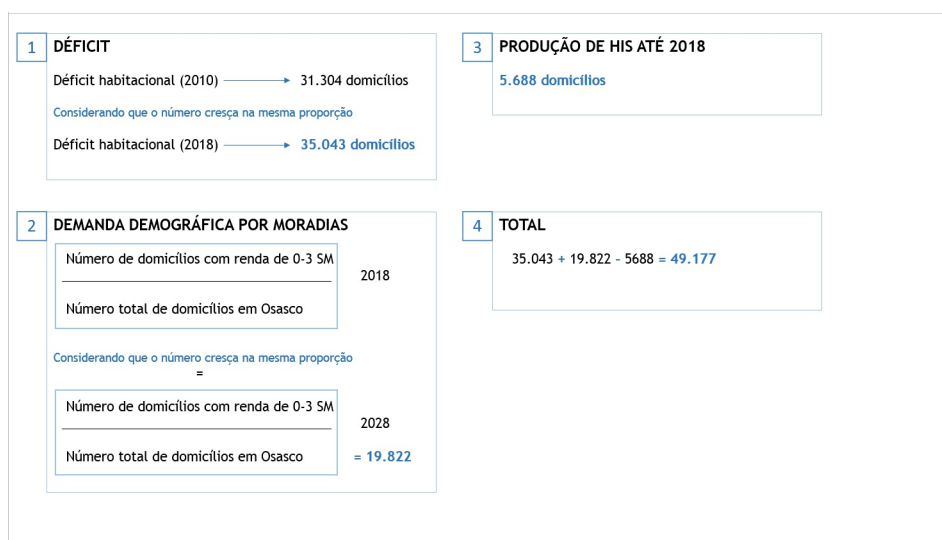 1 DÉFICIT
Déficit habitacional (2010) 31.304 domicílios
Considerando que o número cresça na mesma proporção
Déficit habitacional (2018) 35.043 domicílios
2 DEMANDA DEMOGRÁFICA POR MORADIAS
Número de domicílios com renda de 0-3 SM
2018
Número total de domicílios em Osasco
Considerando que o número cresça na mesma proporção
=
Número de domicílios com renda de 0-3 SM
2028
Número total de domicílios em Osasco = 19.822
3 PRODUÇÃO DE HIS ATÉ 2018
5.688 domicílios
4 TOTAL
35.043 + 19.822 - 5688 = 49.177